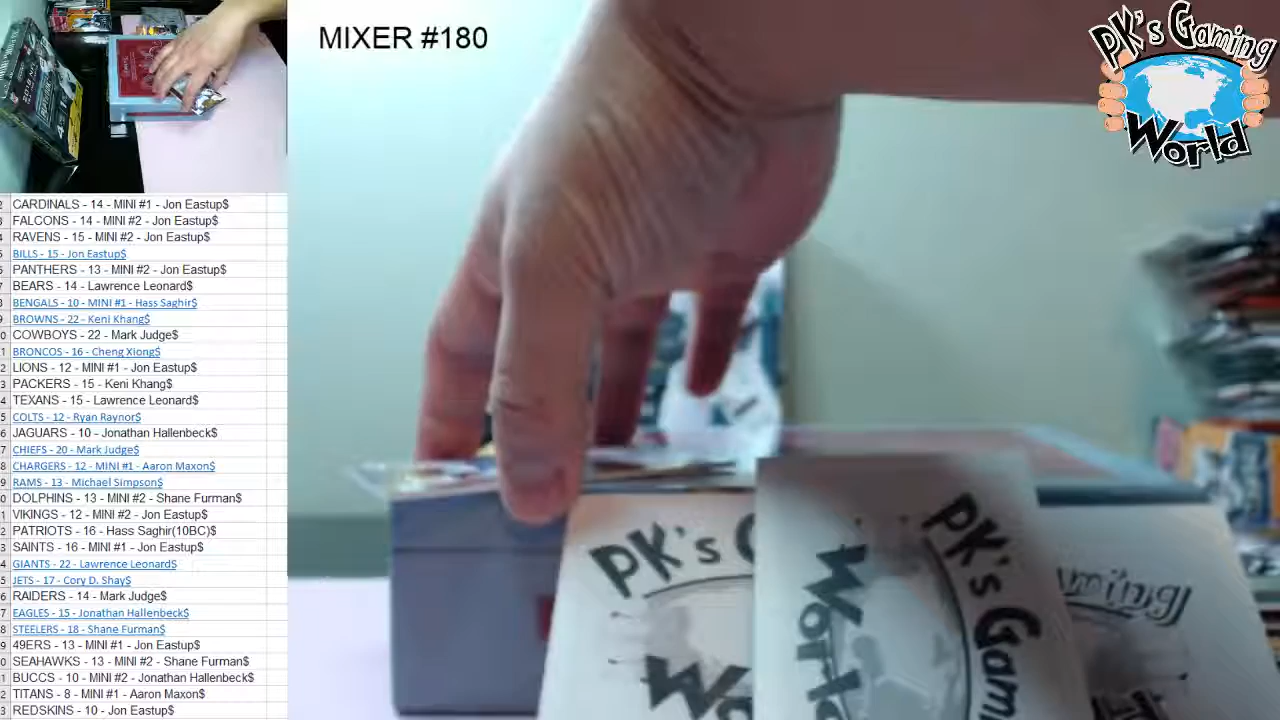 MIXER #180
PK's Gaming
World
CARDINALS - 14 - MINI #1 - Jon Eastup$
FALCONS - 14 - MINI #2 - Jon Eastup$
RAVENS - 15 - MINI #2 - Jon Eastup$
BILLS - 15 - Jon Eastup$
PANTHERS - 13 - MINI #2 - Jon Eastup$
BEARS - 14 - Lawrence Leonard$
BENGALS - 10 - MINI #1 - Hass Saghir$
BROWNS - 22 - Keni Khang$
COWBOYS - 22 - Mark Judge$
BRONCOS - 16 - Cheng Xiong$
LIONS - 12 - MINI #1 - Jon Eastup$
PACKERS - 15 - Keni Khang$
TEXANS - 15 - Lawrence Leonard$
COLTS - 12 - Ryan Raynor$
JAGUARS - 10 - Jonathan Hallenbeck$
CHIEFS - 20 - Mark Judge$
CHARGERS - 12 - MINI #1 - Aaron Maxon$
RAMS - 13 - Michael Simpson$
DOLPHINS - 13 - MINI #2 - Shane Furman$
VIKINGS - 12 - MINI #2 - Jon Eastup$
PATRIOTS - 16 - Hass Saghir(10BC)$
SAINTS - 16 - MINI #1 - Jon Eastup$
GIANTS - 22 - Lawrence Leonard$
JETS - 17 - Cory D. Shay$
RAIDERS - 14 - Mark Judge$
EAGLES - 15 - Jonathan Hallenbeck$
STEELERS - 18 - Shane Furman$
49ERS - 13 - MINI #1 - Jon Eastup$
SEAHAWKS - 13 - MINI #2 - Shane Furman$
BUCCS - 10 - MINI #2 - Jonathan Hallenbeck$
TITANS - 8 - MINI #1 - Aaron Maxon$
REDSKINS - 10 - Jon Eastup$
PK's G
Wo
PK's Gam
World
aming